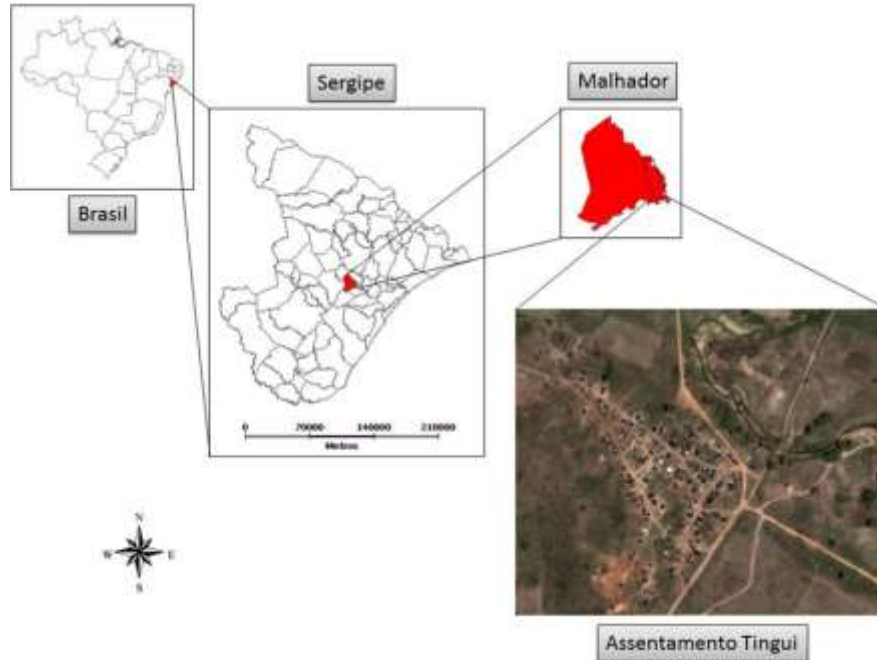 Sergipe
Malhador
Brasil
0 70000 140000 210000
Metros
N
W E
S
Assentamento Tingui